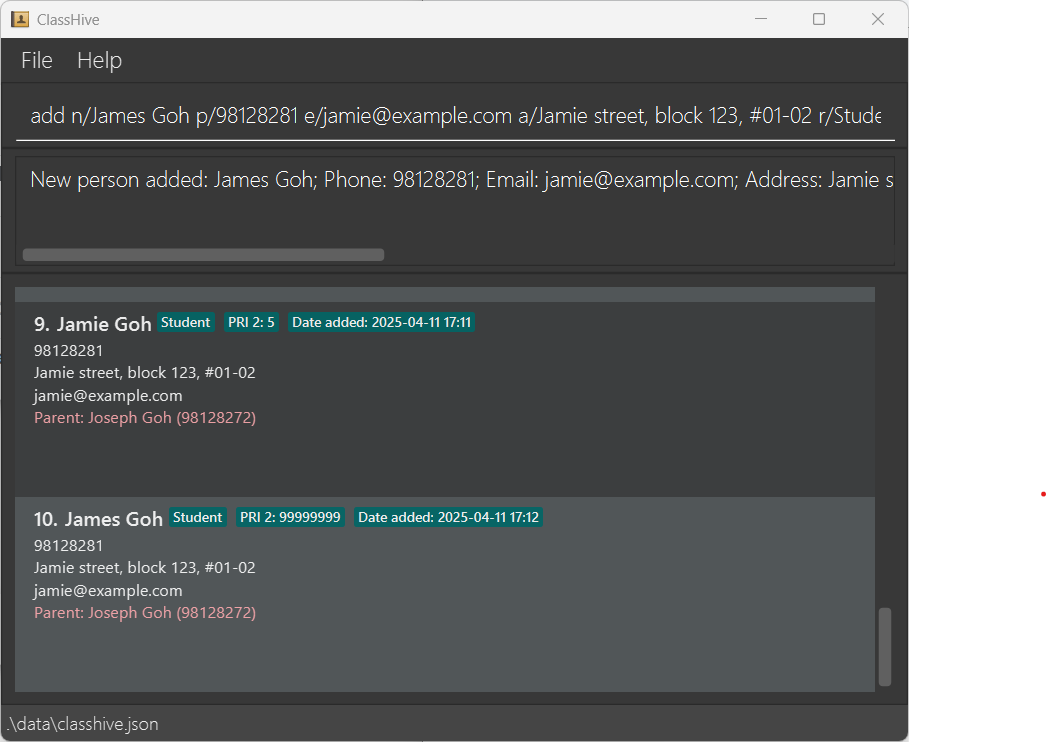 ClassHive
File Help
add n/James Goh p/98128281 e/jamie@example.com a/Jamie street, block 123, #01-02 r/Stude
New person added: James Goh; Phone: 98128281; Email: jamie@example.com; Address: Jamie s
9. Jamie Goh Student PRI 2: 5 Date added: 2025-04-11 17:11
98128281
Jamie street, block 123, #01-02
jamie@example.com
Parent: Joseph Goh (98128272)
10. James Goh Student PRI 2: 99999999 Date added: 2025-04-11 17:12
98128281
Jamie street, block 123, #01-02
jamie@example.com
Parent: Joseph Goh (98128272)
.\data\classhive.json